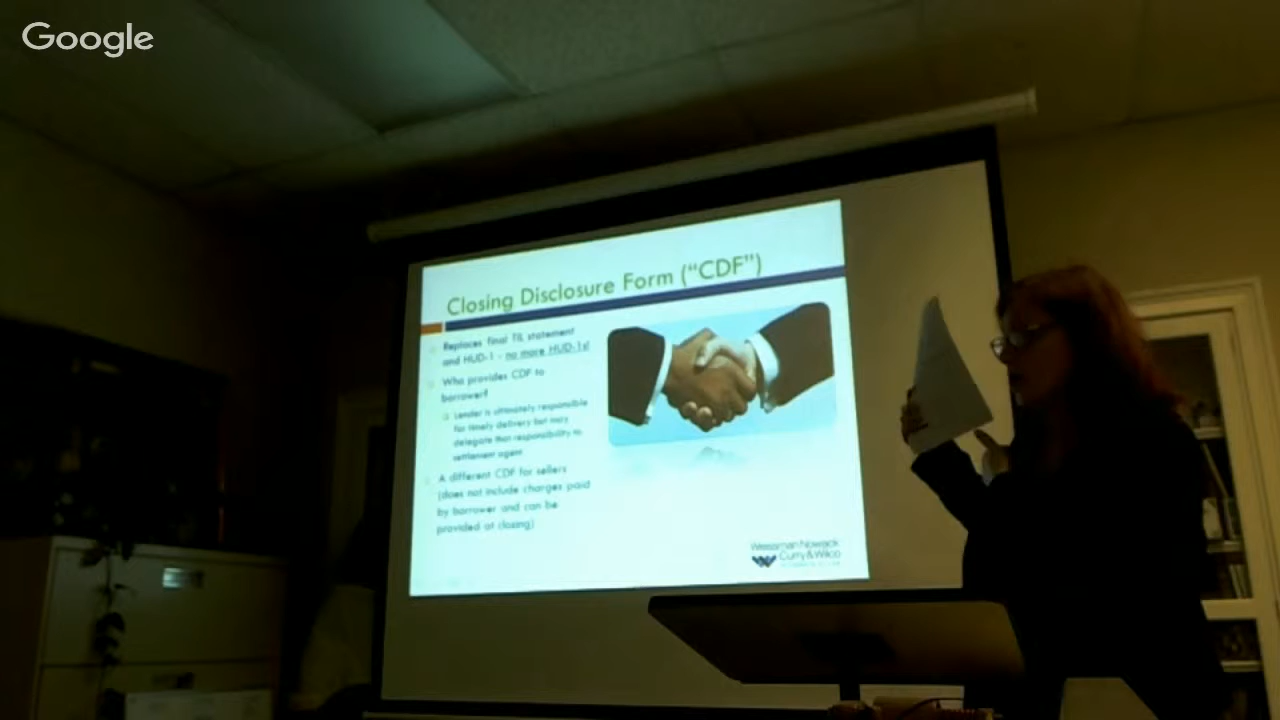 Google
Closing Disclosure Form ("CDF")
Replaces final TIL statement
and HUD-1 - no more HUD-1s!
Who provides CDF to
borrower?
Lender is ultimately responsible
for timely delivery but may
delegate that responsibility to
settlement agent
A different CDF for sellers
(does not include charges paid
by borrower and can be
provided at closing)
Weissman Nowack
Curry & Wilco